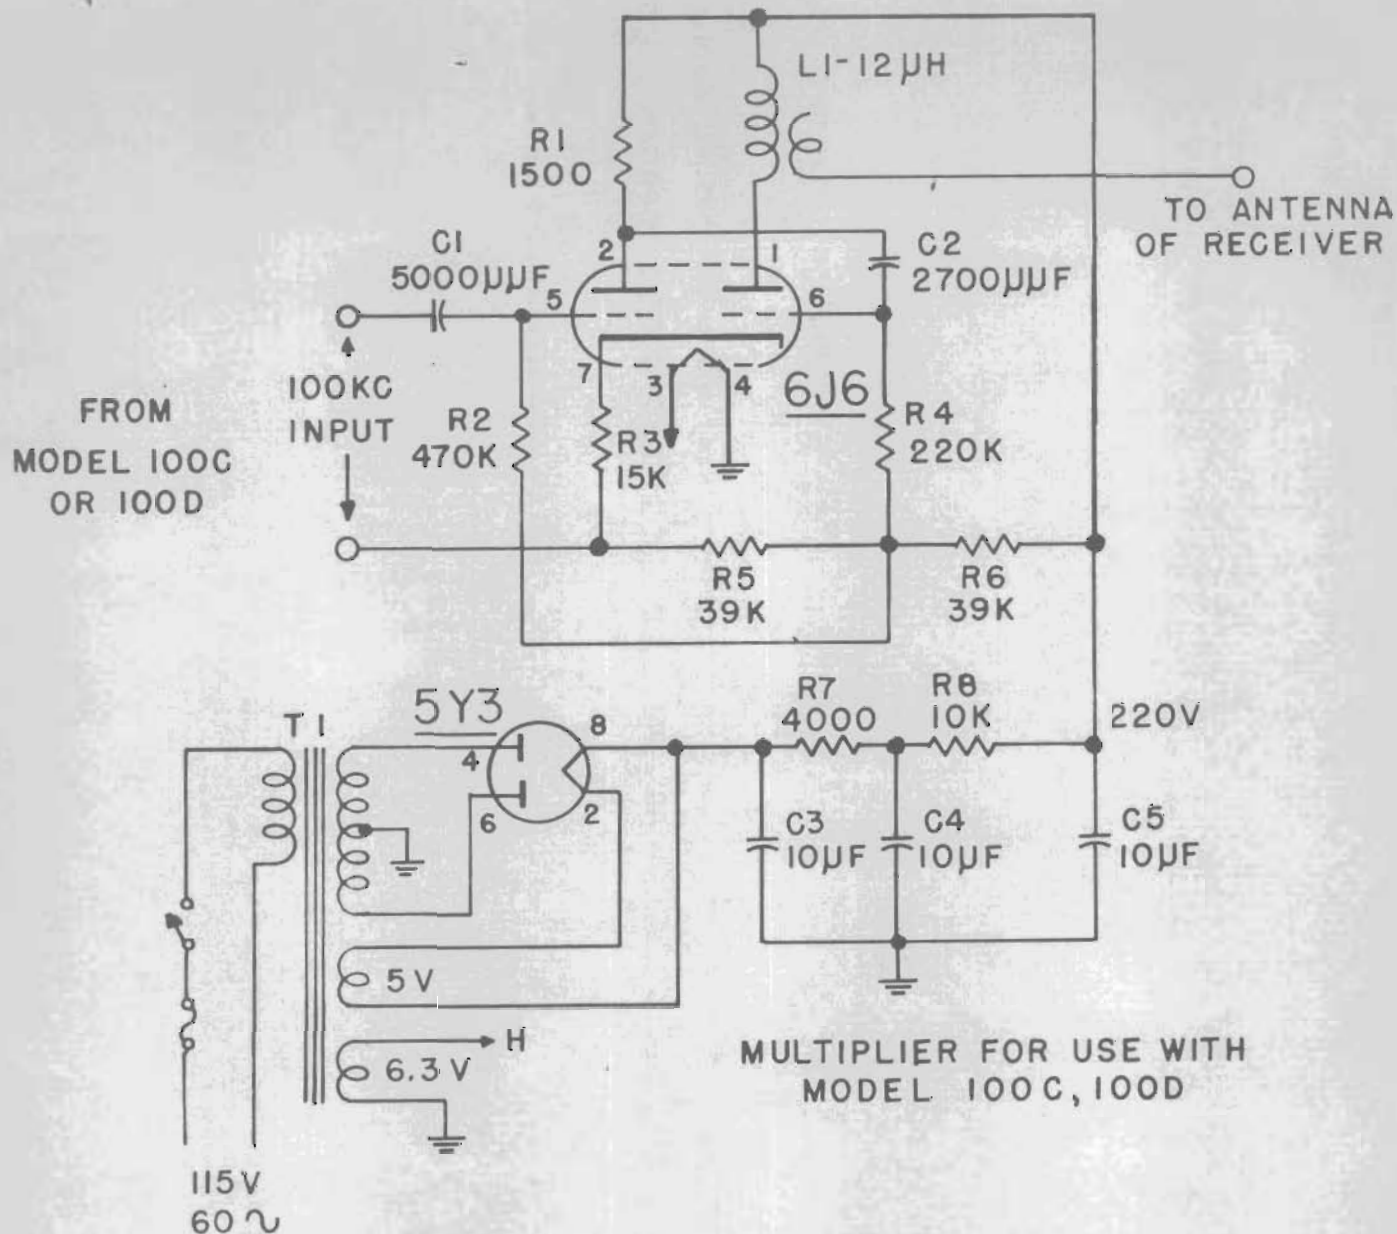 L1-12µH
R1
1500
TO ANTENNA
OF RECEIVER
C1
5000µµF
2
1
C2
2700µµF
5
6
7
3
4
6J6
100KC
INPUT
FROM
MODEL 100C
OR 100D
R2
470K
R3
15K
R4
220K
R5
39K
R6
39K
T1
5Y3
4
8
6
2
R7
4000
R8
10K
220V
C3
10µF
C4
10µF
C5
10µF
5V
H
6.3V
MULTIPLIER FOR USE WITH
MODEL 100C, 100D
115V
60 ~